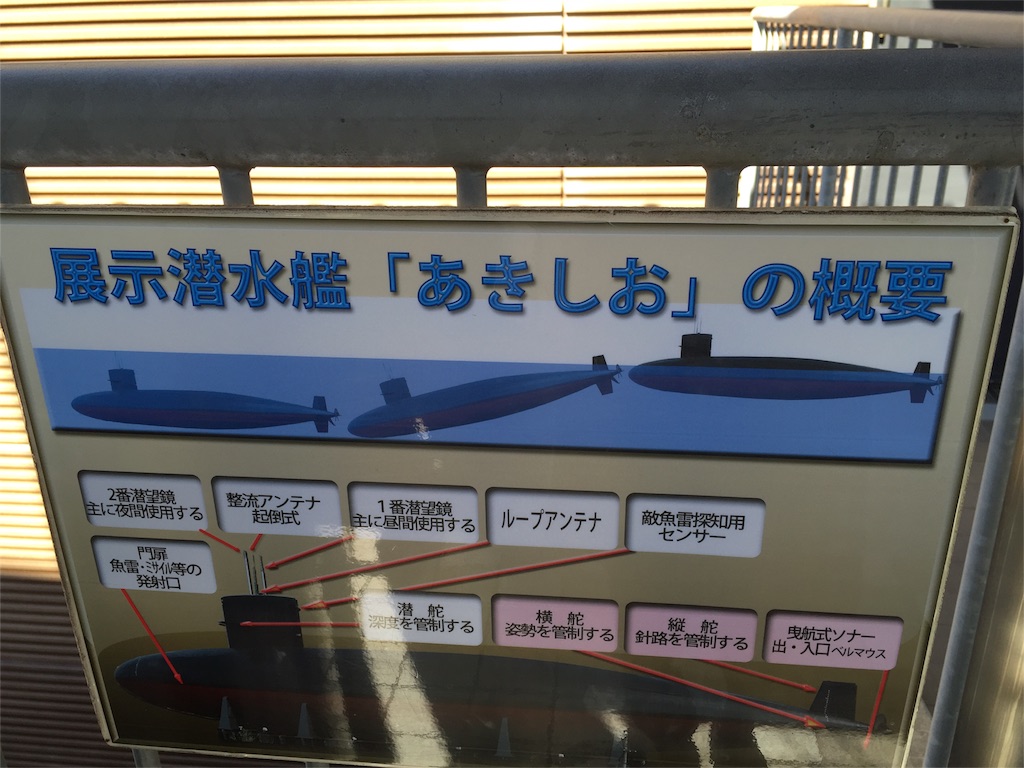 展示潜水艦「あきしお」の概要
2番潜望鏡
主に夜間使用する
整流アンテナ
起倒式
1番潜望鏡
主に昼間使用する
ループアンテナ
敵魚雷探知用
センサー
門扉
魚雷・ミサイル等の
発射口
潜 舵
深度を管制する
横 舵
姿勢を管制する
縦 舵
針路を管制する
曳航式ソナー
出・入口ベルマウス